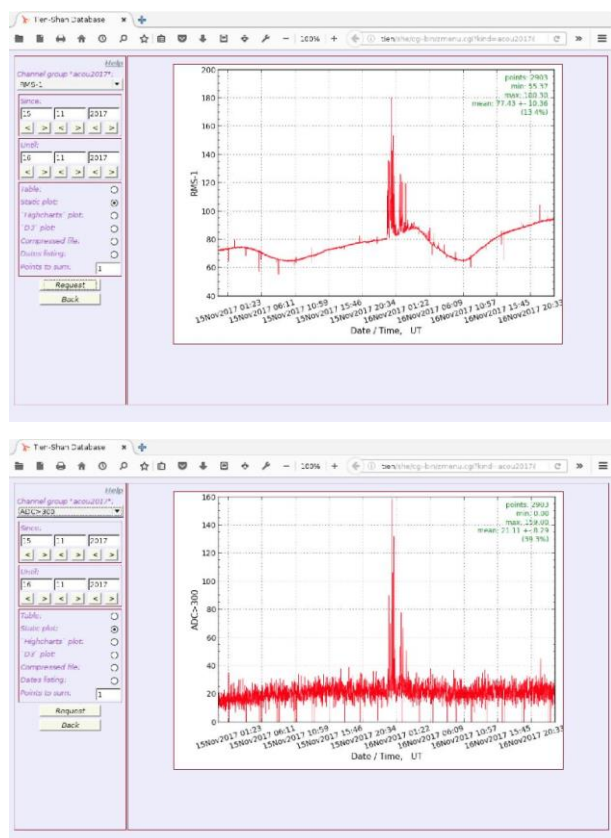 Tien-Shan Database
100%
Help
Channel group "acou2017":
RMS-1
Since:
15 11 2017
< > < > < >
Until:
16 11 2017
< > < > < >
Table:
Static plot:
`Highcharts` plot:
`D3` plot:
Compressed file:
Dates listing:
Points to sum: 1
Request
Back
points: 2903
min: 55.37
max: 180.30
mean: 77.43 +- 10.36
(13.4%)
200
180
160
140
120
100
80
60
40
RMS-1
15Nov2017 01:23
15Nov2017 06:11
15Nov2017 10:59
15Nov2017 15:46
15Nov2017 20:34
16Nov2017 01:22
16Nov2017 06:09
16Nov2017 10:57
16Nov2017 15:45
16Nov2017 20:33
Date / Time, UT
Tien-Shan Database
100%
Help
Channel group "acou2017":
ADC>300
Since:
15 11 2017
< > < > < >
Until:
16 11 2017
< > < > < >
Table:
Static plot:
`Highcharts` plot:
`D3` plot:
Compressed file:
Dates listing:
Points to sum: 1
Request
Back
points: 2903
min: 0.00
max: 159.00
mean: 21.11 +- 8.29
(39.3%)
160
140
120
100
80
60
40
20
0
ADC>300
15Nov2017 01:23
15Nov2017 06:11
15Nov2017 10:59
15Nov2017 15:46
15Nov2017 20:34
16Nov2017 01:22
16Nov2017 06:09
16Nov2017 10:57
16Nov2017 15:45
16Nov2017 20:33
Date / Time, UT